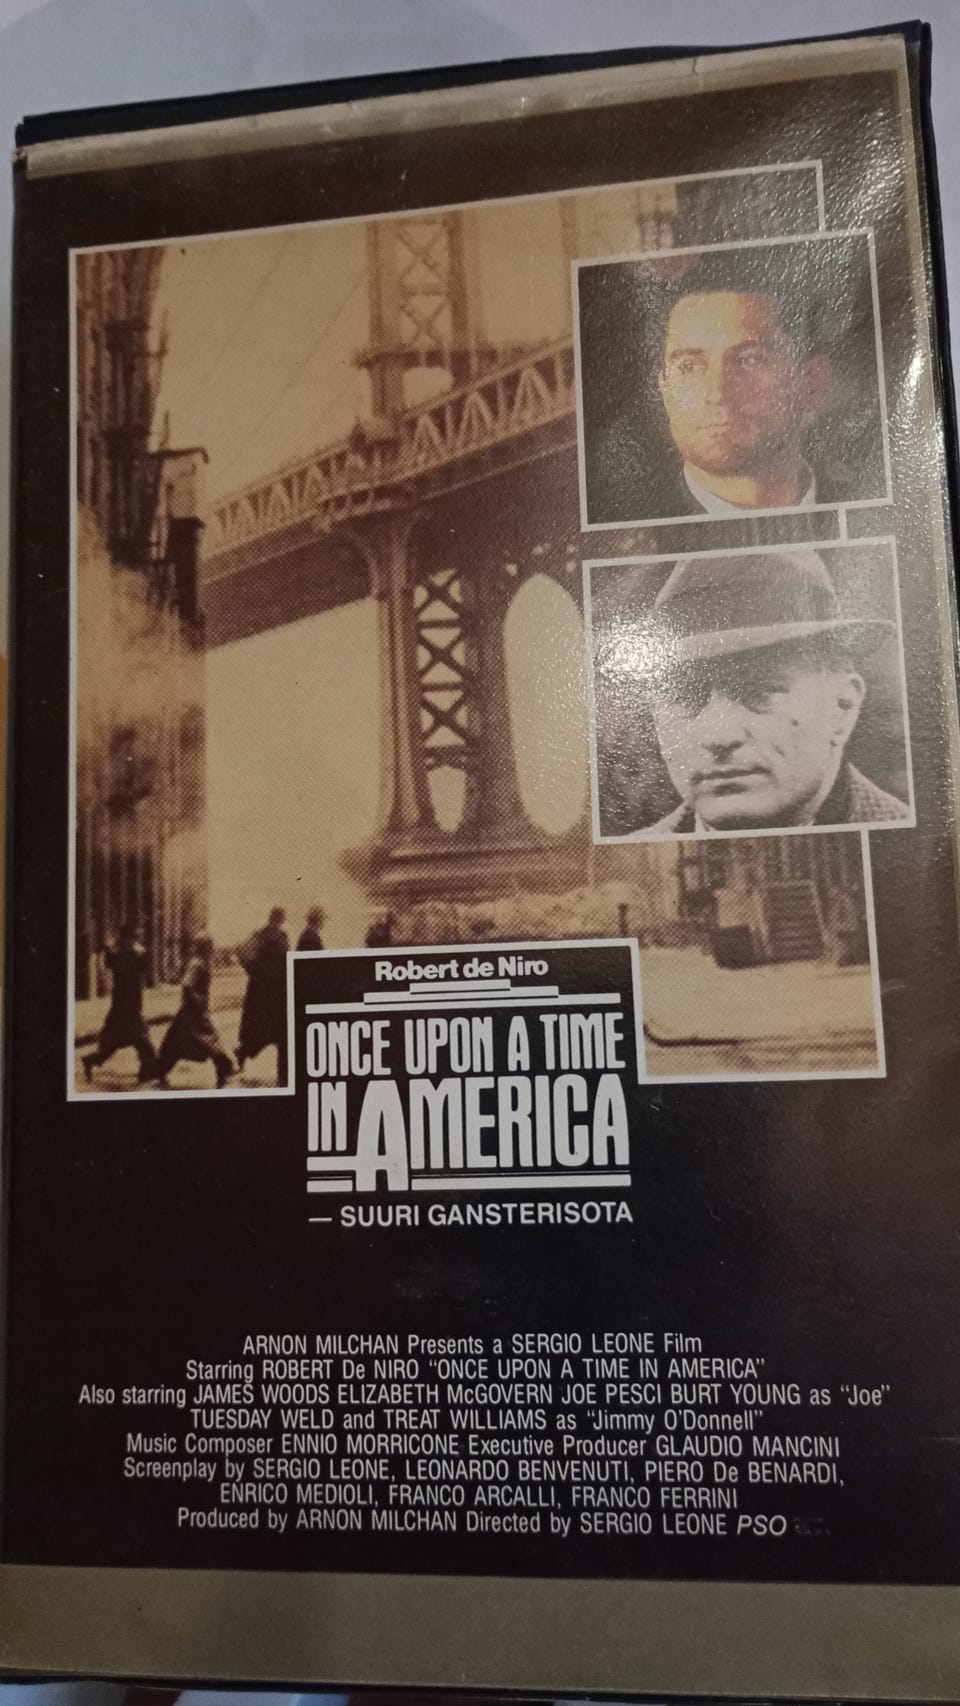 Robert de Niro
ONCE UPON A TIME
IN AMERICA
— SUURI GANSTERISOTA
ARNON MILCHAN Presents a SERGIO LEONE Film
Starring ROBERT De NIRO "ONCE UPON A TIME IN AMERICA"
Also starring JAMES WOODS ELIZABETH McGOVERN JOE PESCI BURT YOUNG as "Joe"
TUESDAY WELD and TREAT WILLIAMS as "Jimmy O'Donnell"
Music Composer ENNIO MORRICONE Executive Producer GLAUDIO MANCINI
Screenplay by SERGIO LEONE, LEONARDO BENVENUTI, PIERO De BENARDI,
ENRICO MEDIOLI, FRANCO ARCALLI, FRANCO FERRINI
Produced by ARNON MILCHAN Directed by SERGIO LEONE PSO